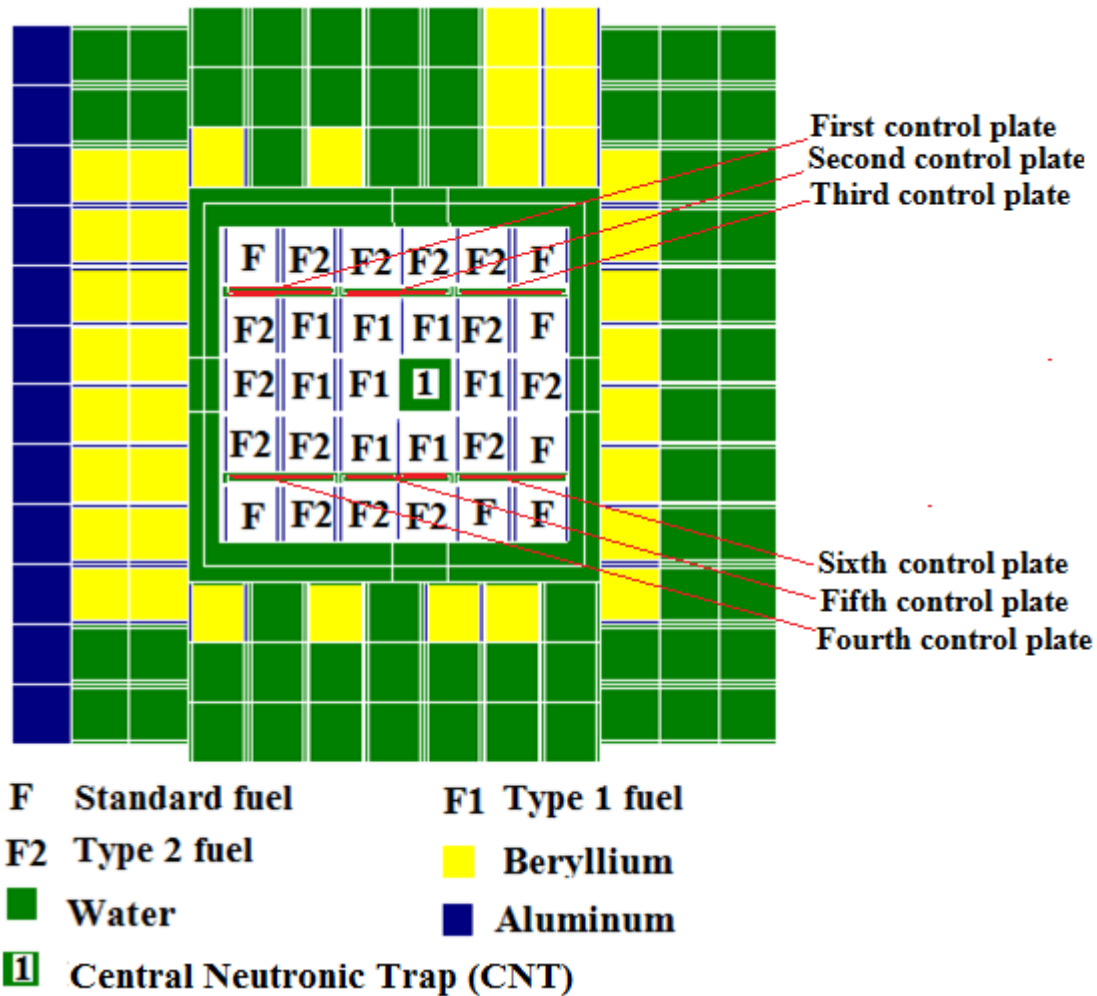 First control plate
Second control plate
Third control plate
F F2 F2 F2 F2 F
F2 F1 F1 F1 F2 F
F2 F1 F1 1 F1 F2
F2 F2 F1 F1 F2 F
F F2 F2 F2 F F
Sixth control plate
Fifth control plate
Fourth control plate
F Standard fuel F1 Type 1 fuel
F2 Type 2 fuel
Beryllium
Water
Aluminum
1 Central Neutronic Trap (CNT)